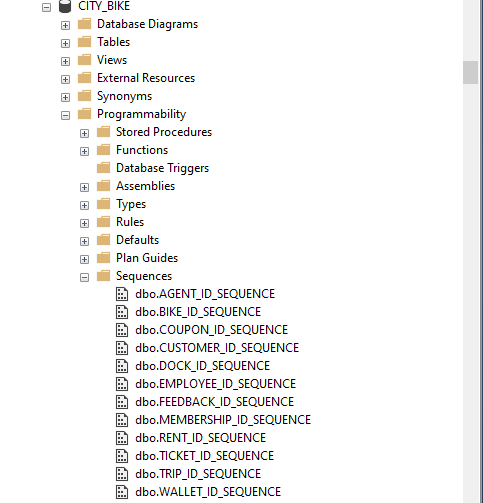 CITY_BIKE
Database Diagrams
Tables
Views
External Resources
Synonyms
Programmability
Stored Procedures
Functions
Database Triggers
Assemblies
Types
Rules
Defaults
Plan Guides
Sequences
dbo.AGENT_ID_SEQUENCE
dbo.BIKE_ID_SEQUENCE
dbo.COUPON_ID_SEQUENCE
dbo.CUSTOMER_ID_SEQUENCE
dbo.DOCK_ID_SEQUENCE
dbo.EMPLOYEE_ID_SEQUENCE
dbo.FEEDBACK_ID_SEQUENCE
dbo.MEMBERSHIP_ID_SEQUENCE
dbo.RENT_ID_SEQUENCE
dbo.TICKET_ID_SEQUENCE
dbo.TRIP_ID_SEQUENCE
dbo.WALLET_ID_SEQUENCE